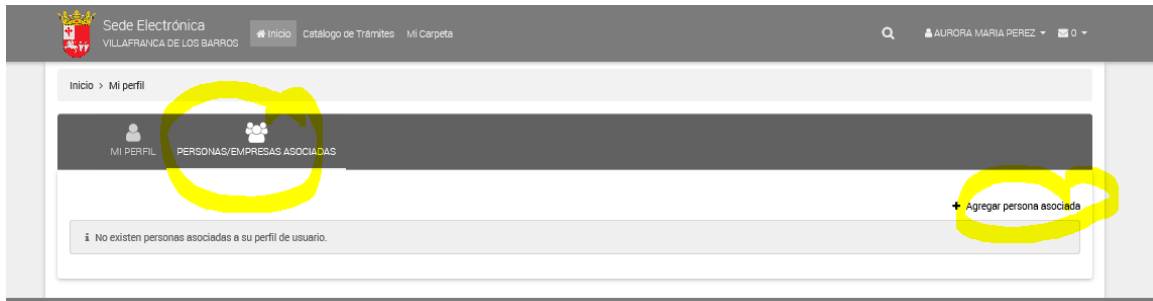 Sede Electrónica
VILLAFRANCA DE LOS BARROS
Inicio Catálogo de Trámites Mi Carpeta
AURORA MARIA PEREZ 0
Inicio > Mi perfil
MI PERFIL PERSONAS/EMPRESAS ASOCIADAS
+ Agregar persona asociada
i No existen personas asociadas a su perfil de usuario.